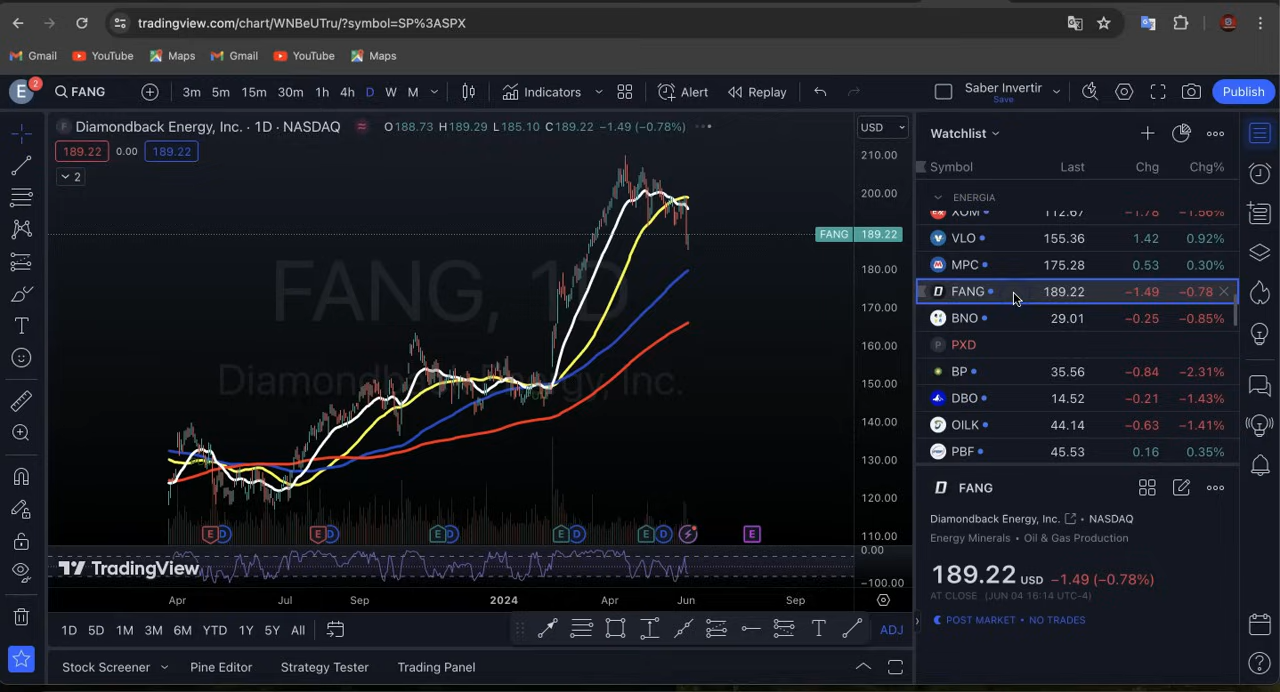 tradingview.com/chart/WNBeUTru/?symbol=SP%3ASPX
Gmail YouTube Maps Gmail YouTube Maps
E 2 FANG 3m 5m 15m 30m 1h 4h D W M Indicators Alert Replay Saber Invertir Save Publish
Diamondback Energy, Inc. · 1D · NASDAQ O188.73 H189.29 L185.10 C189.22 −1.49 (−0.78%) USD
189.22 0.00 189.22
2
FANG, 1D
Diamondback Energy, Inc.
210.00
200.00
FANG 189.22
180.00
170.00
160.00
150.00
140.00
130.00
120.00
110.00
0.00
−100.00
E D E D E D E D E D E
TradingView
Apr Jul Sep 2024 Apr Jun Sep
1D 5D 1M 3M 6M YTD 1Y 5Y All ADJ
Stock Screener Pine Editor Strategy Tester Trading Panel
Watchlist
Symbol Last Chg Chg%
ENERGIA
XOM 112.67 −1.78 −1.56%
VLO 155.36 1.42 0.92%
MPC 175.28 0.53 0.30%
FANG 189.22 −1.49 −0.78
BNO 29.01 −0.25 −0.85%
P PXD
BP 35.56 −0.84 −2.31%
DBO 14.52 −0.21 −1.43%
OILK 44.14 −0.63 −1.41%
PBF 45.53 0.16 0.35%
FANG
Diamondback Energy, Inc. • NASDAQ
Energy Minerals • Oil & Gas Production
189.22 USD −1.49 (−0.78%)
AT CLOSE (JUN 04 16:14 UTC-4)
POST MARKET • NO TRADES